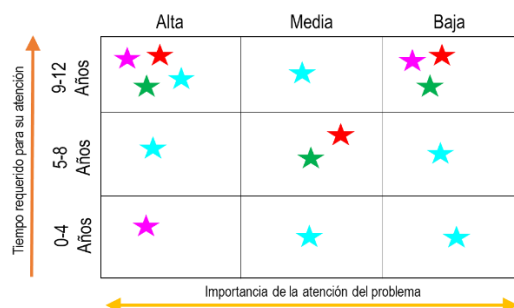 Alta Media Baja
Tiempo requerido para su atención
9-12
Años
5-8
Años
0-4
Años
Importancia de la atención del problema